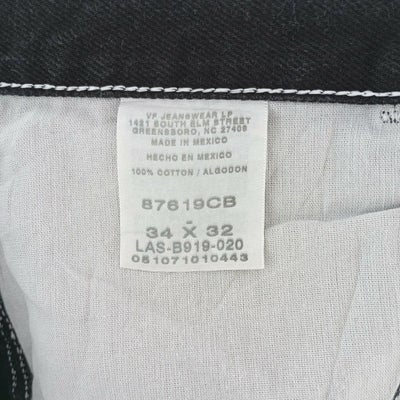 VF JEANSWEAR LP
1421 SOUTH ELM STREET
GREENSBORO, NC 27406
MADE IN MEXICO
HECHO EN MEXICO
100% COTTON / ALGODON
87619CB
-
34 X 32
LAS-B919-020
051071010443